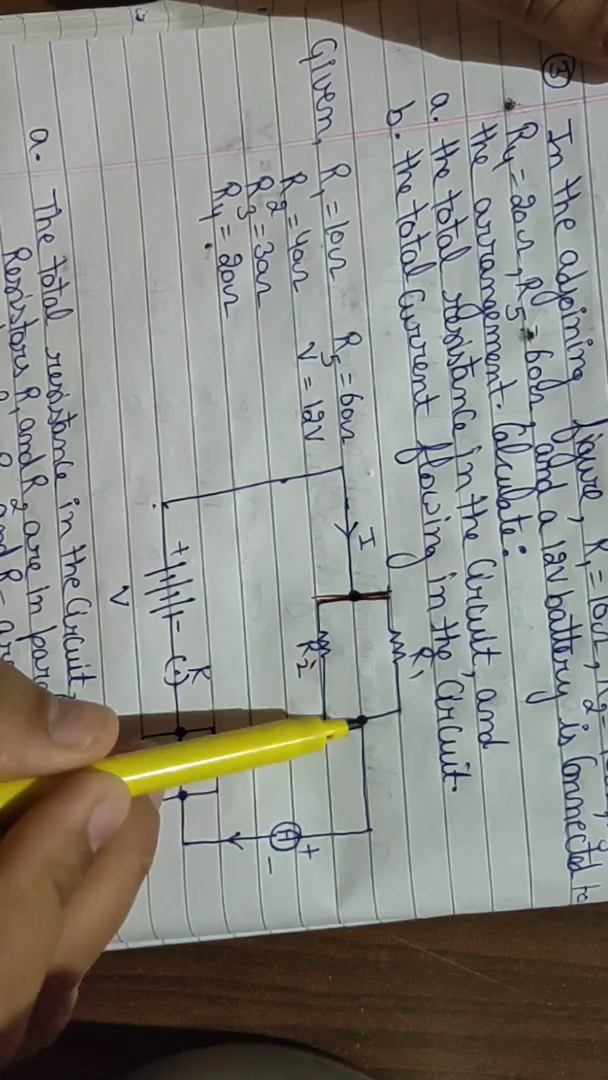 ③ In the adjoining figure, R₁=10Ω, R₂=40Ω,
R₄=20Ω, R₅=60Ω, and a 12V battery is Connected to
the arrangement. Calculate:
a. the total resistance in the Circuit, and
b. the total Current flowing in the Circuit.
Given, R₁=10Ω R₅=60Ω
R₂=40Ω V=12V
R₃=30Ω
R₄=20Ω
I
R₁
R₂
K
+ -
V
A + -
a. The total resistance in the Circuit
Resistors R₁ and R₂ are in